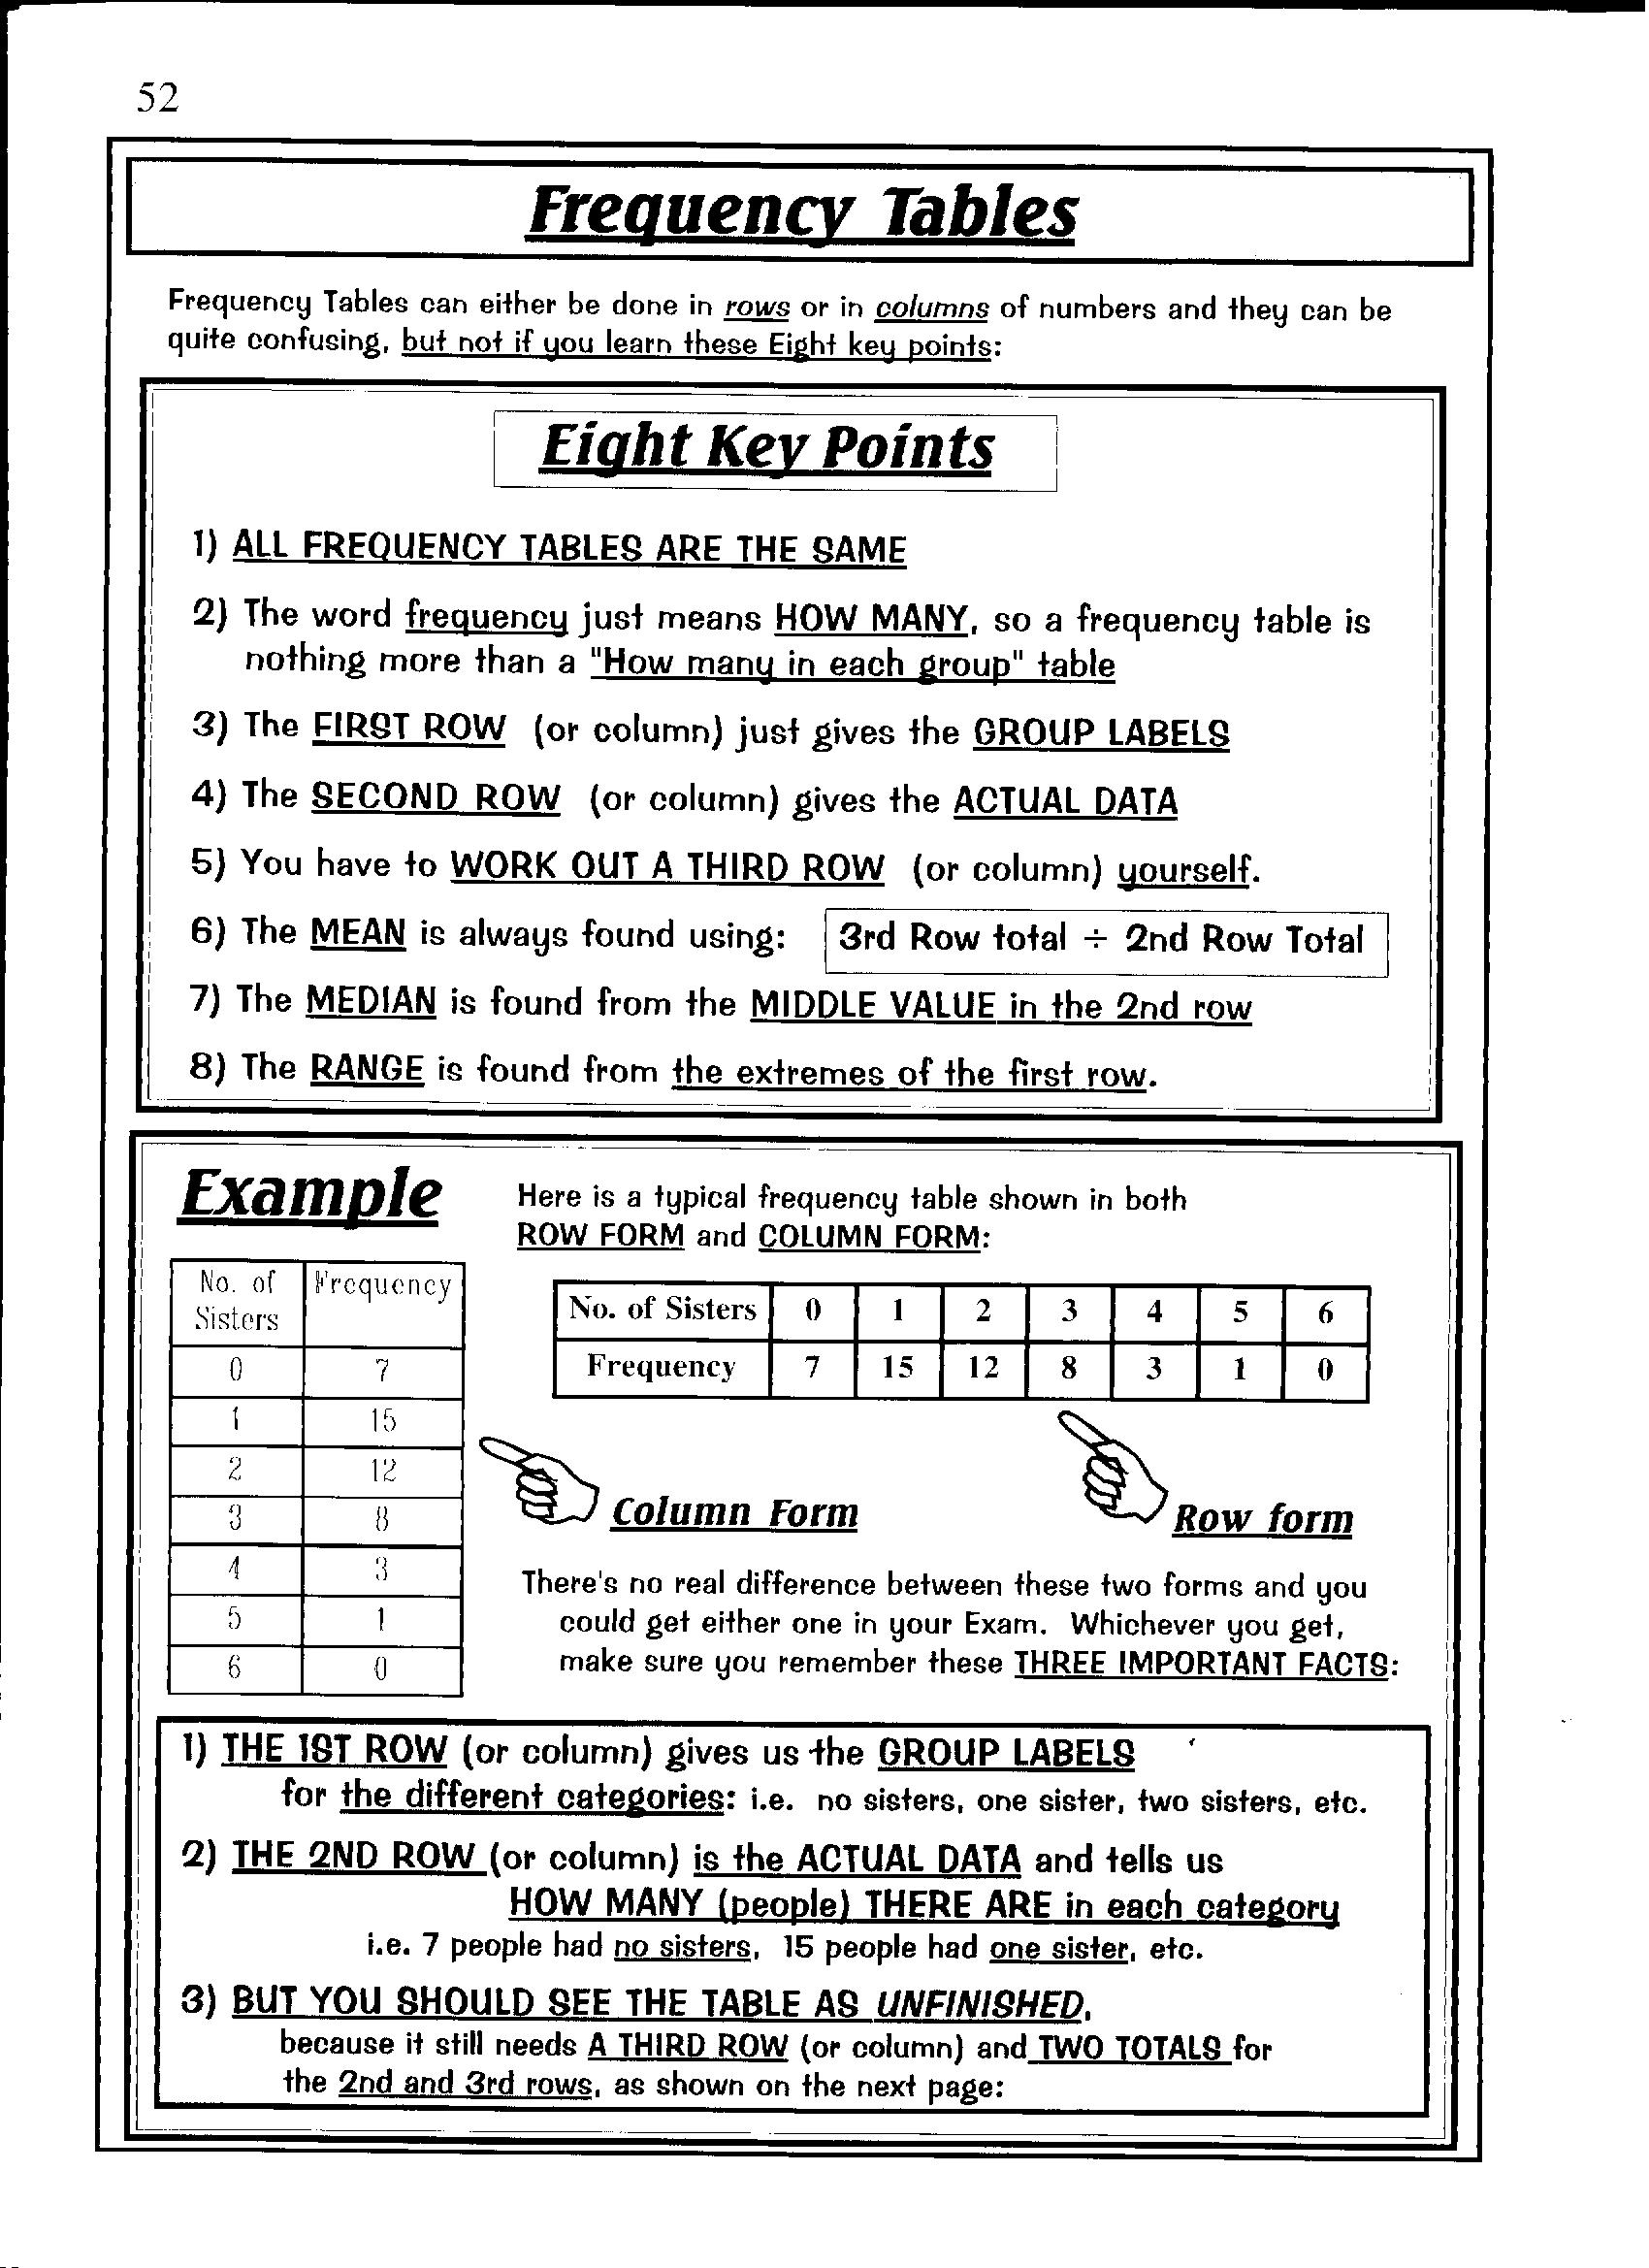 52
Frequency Tables
Frequency Tables can either be done in rows or in columns of numbers and they can be
quite confusing, but not if you learn these Eight key points:
Eight Key Points
1) ALL FREQUENCY TABLES ARE THE SAME
2) The word frequency just means HOW MANY, so a frequency table is
nothing more than a "How many in each group" table
3) The FIRST ROW (or column) just gives the GROUP LABELS
4) The SECOND ROW (or column) gives the ACTUAL DATA
5) You have to WORK OUT A THIRD ROW (or column) yourself.
6) The MEAN is always found using: 3rd Row total ÷ 2nd Row Total
7) The MEDIAN is found from the MIDDLE VALUE in the 2nd row
8) The RANGE is found from the extremes of the first row.
Example
Here is a typical frequency table shown in both
ROW FORM and COLUMN FORM:
No. of Frequency
Sisters
0 7
1 15
2 12
3 8
4 3
5 1
6 0
No. of Sisters 0 1 2 3 4 5 6
Frequency 7 15 12 8 3 1 0
Column Form
Row form
There's no real difference between these two forms and you
could get either one in your Exam. Whichever you get,
make sure you remember these THREE IMPORTANT FACTS:
1) THE 1ST ROW (or column) gives us the GROUP LABELS
for the different categories: i.e. no sisters, one sister, two sisters, etc.
2) THE 2ND ROW (or column) is the ACTUAL DATA and tells us
HOW MANY (people) THERE ARE in each category
i.e. 7 people had no sisters, 15 people had one sister, etc.
3) BUT YOU SHOULD SEE THE TABLE AS UNFINISHED,
because it still needs A THIRD ROW (or column) and TWO TOTALS for
the 2nd and 3rd rows, as shown on the next page: